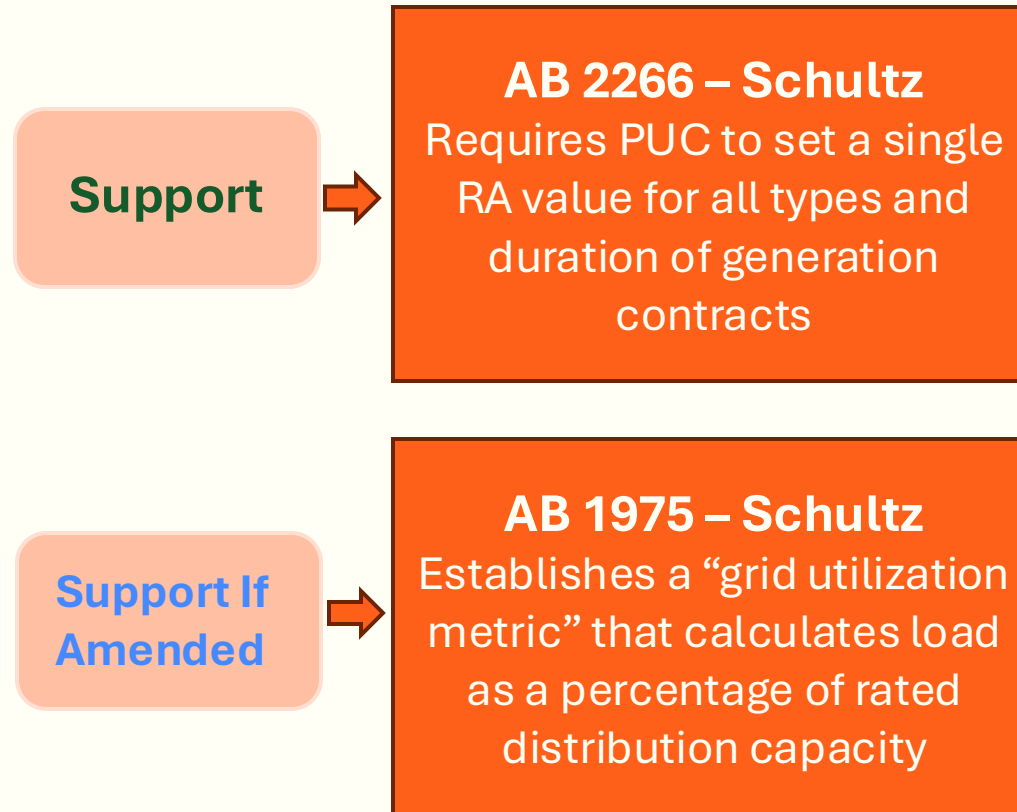 Support
AB 2266 – Schultz
Requires PUC to set a single
RA value for all types and
duration of generation
contracts
Support If
Amended
AB 1975 – Schultz
Establishes a “grid utilization
metric” that calculates load
as a percentage of rated
distribution capacity